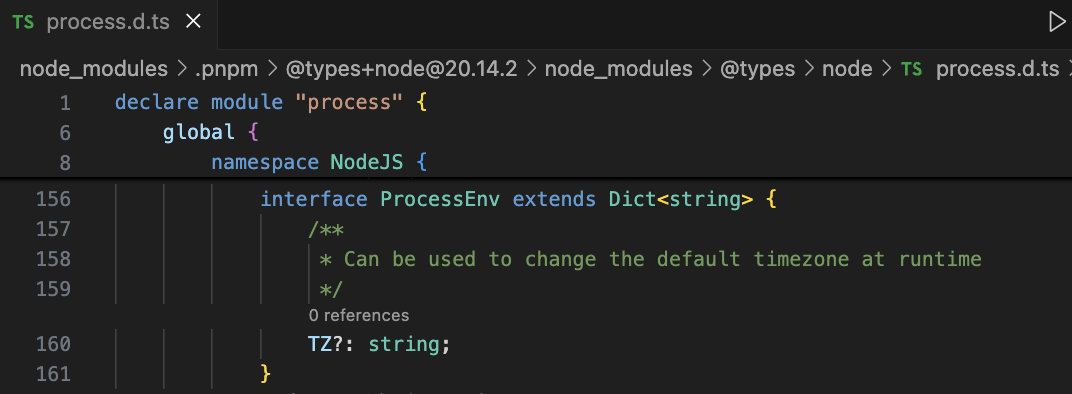 TS process.d.ts ×
node_modules > .pnpm > @types+node@20.14.2 > node_modules > @types > node > TS process.d.ts >
1 declare module "process" {
6 global {
8 namespace NodeJS {
156 interface ProcessEnv extends Dict<string> {
157 /**
158 * Can be used to change the default timezone at runtime
159 */
0 references
160 TZ?: string;
161 }